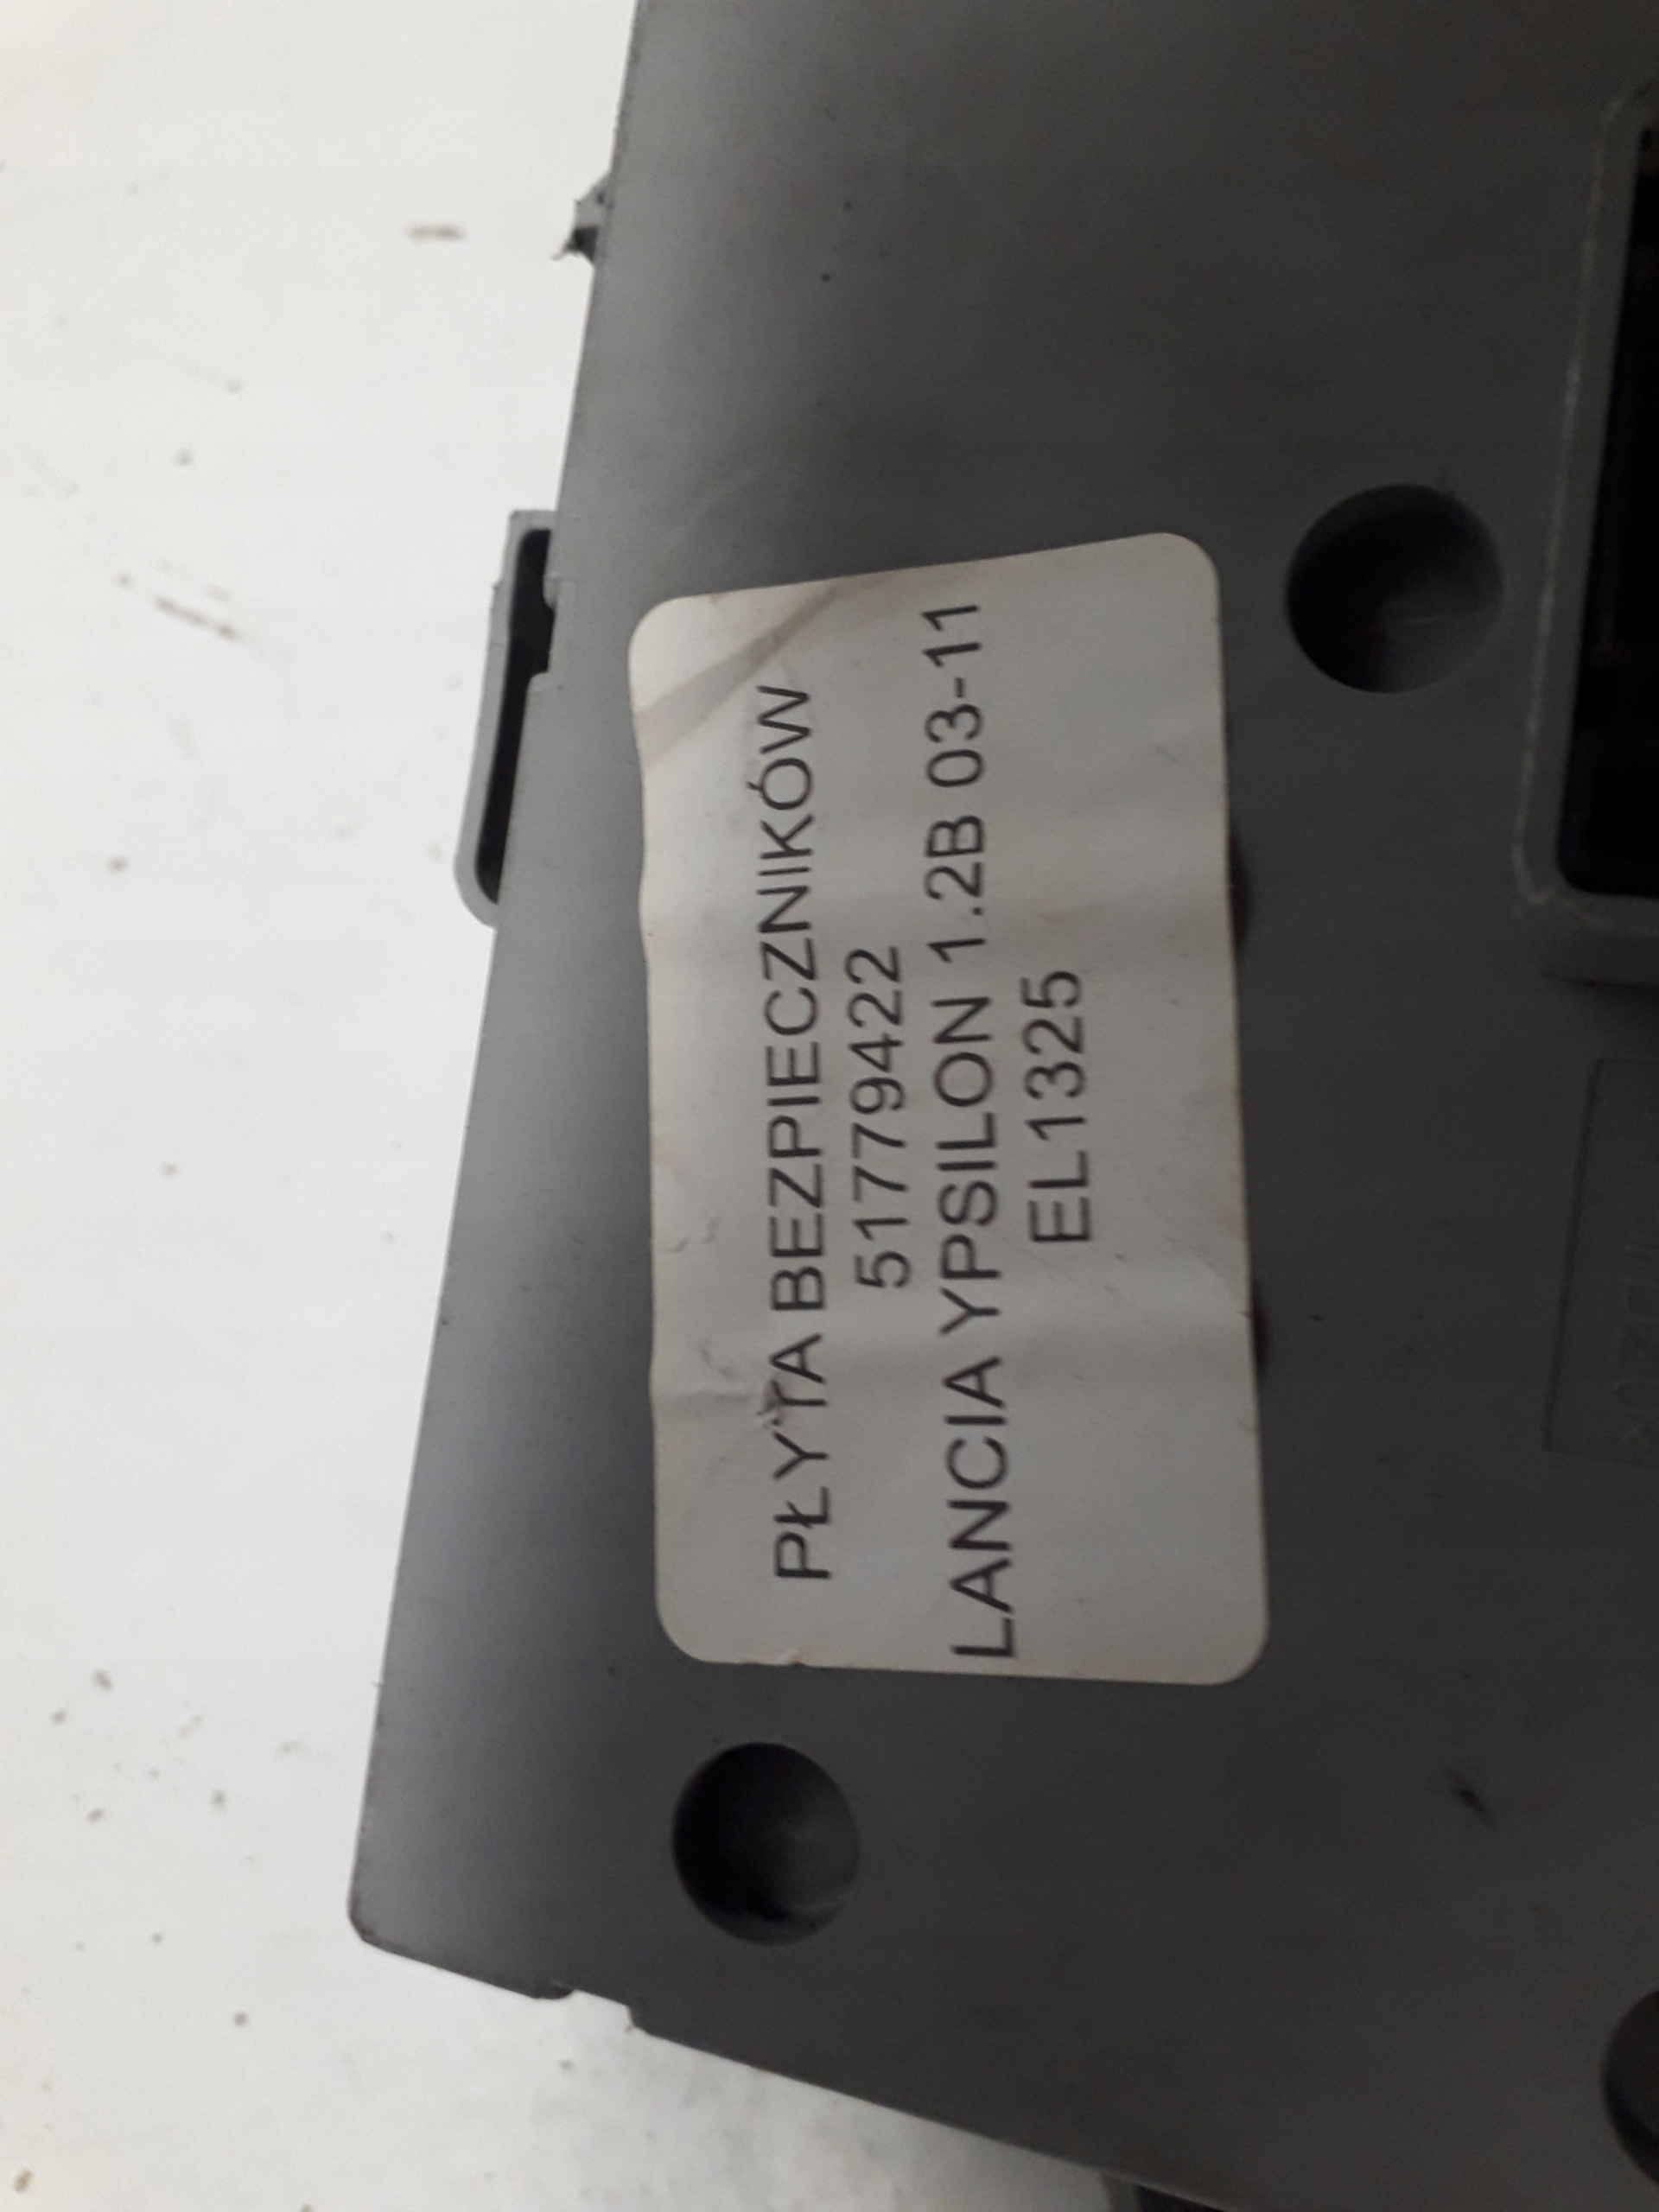 PŁYTA BEZPIECZNIKÓW
51779422
LANCIA YPSILON 1.2B 03-11
EL1325